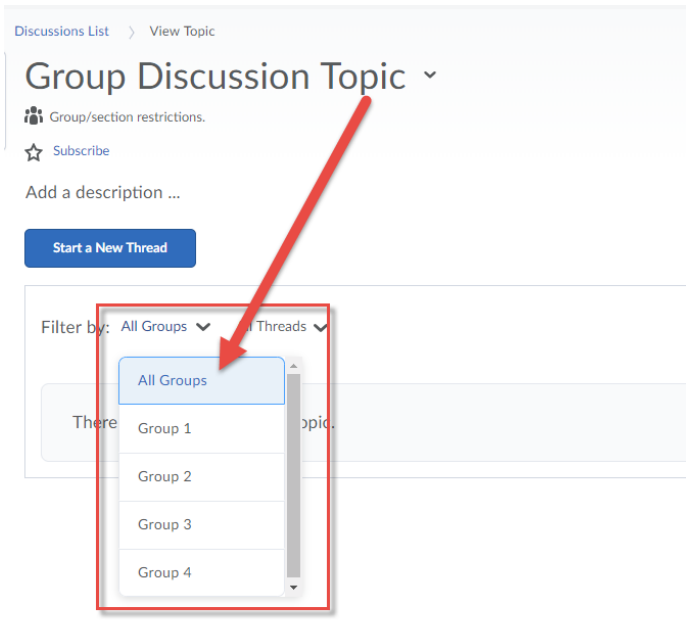 Discussions List > View Topic
Group Discussion Topic
Group/section restrictions.
Subscribe
Add a description ...
Start a New Thread
Filter by: All Groups Threads
All Groups
There opic.
Group 1
Group 2
Group 3
Group 4